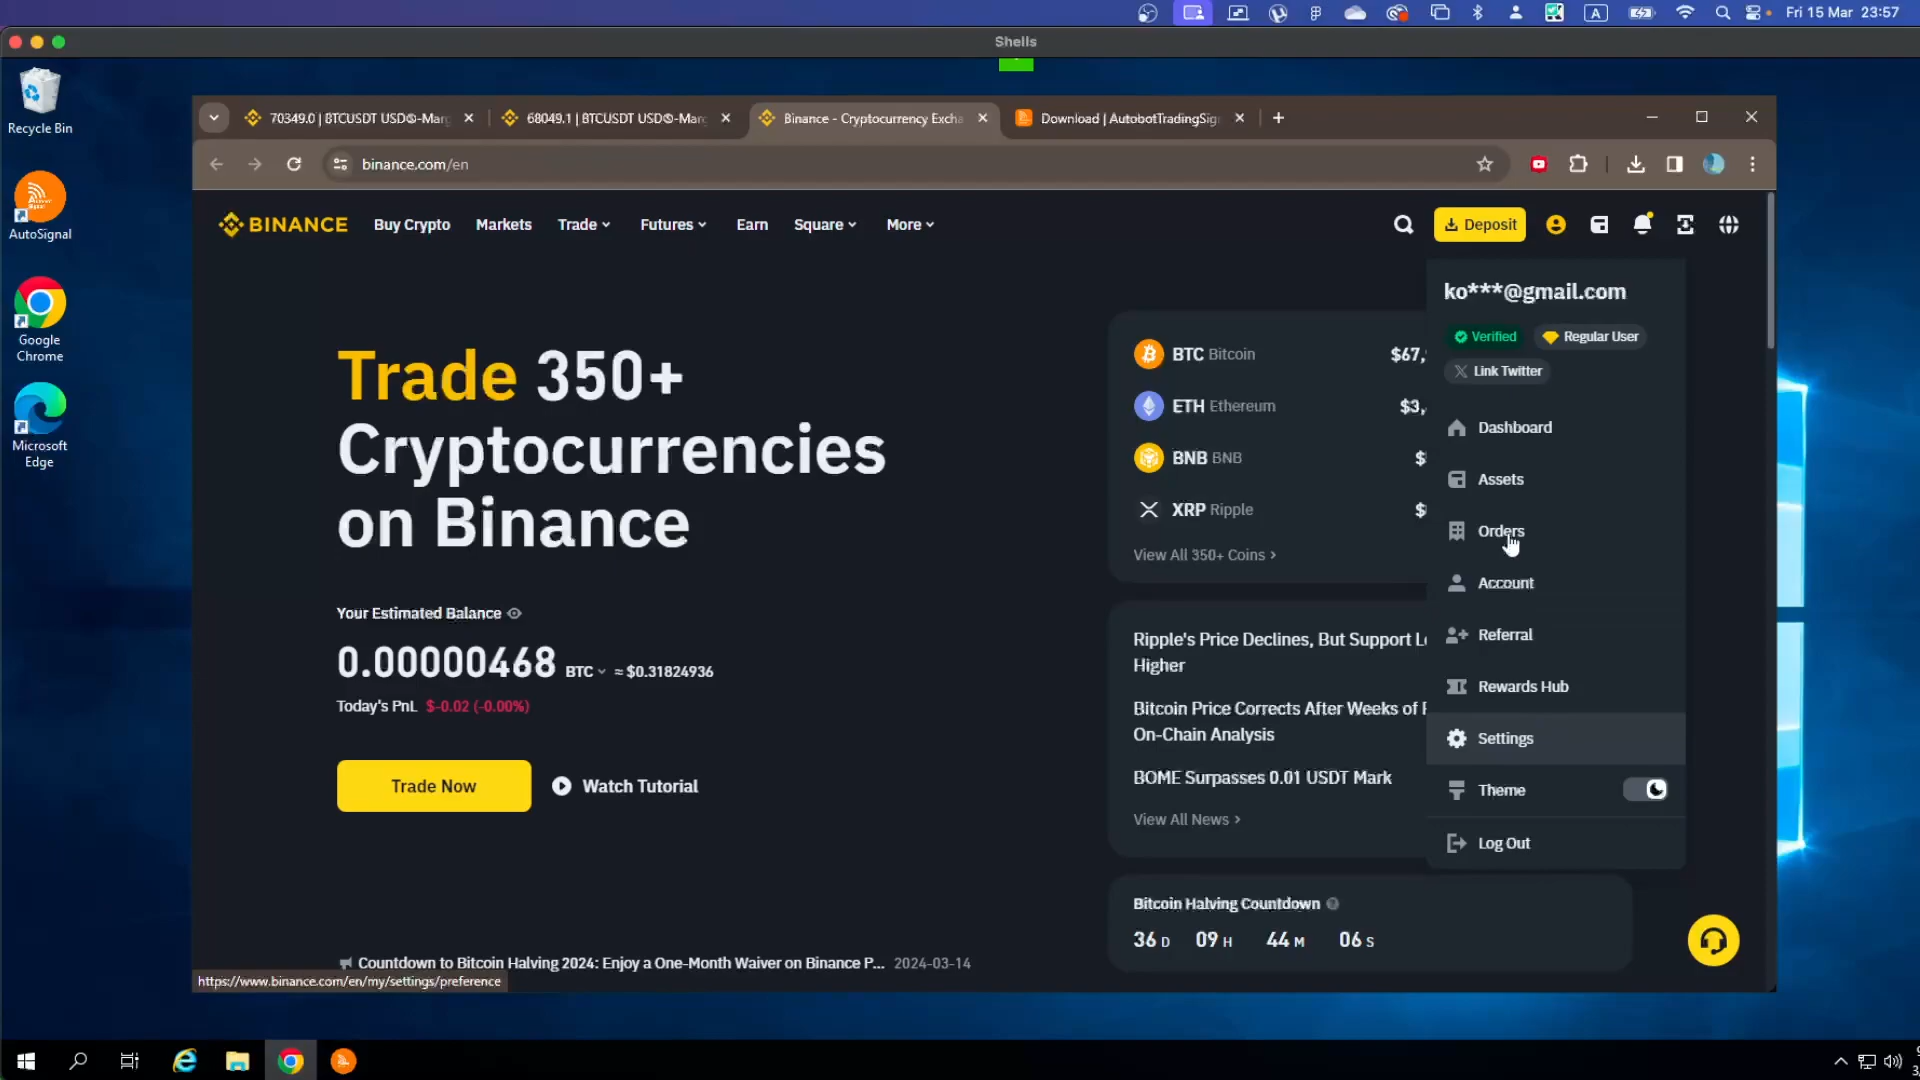 A
Fri 15 Mar 23:57
Shells
Recycle Bin
AutoSignal
Google
Chrome
Microsoft
Edge
70349.0 | BTCUSDT USDⓈ-Mar
68049.1 | BTCUSDT USDⓈ-Mar
Binance - Cryptocurrency Excha
Download | AutobotTradingSig
binance.com/en
BINANCE
Buy Crypto
Markets
Trade
Futures
Earn
Square
More
Deposit
Trade 350+
Cryptocurrencies
on Binance
Your Estimated Balance
0.00000468 BTC ≈ $0.31824936
Today's PnL $-0.02 (-0.00%)
Trade Now
Watch Tutorial
Countdown to Bitcoin Halving 2024: Enjoy a One-Month Waiver on Binance P... 2024-03-14
https://www.binance.com/en/my/settings/preference
BTC Bitcoin $67,
ETH Ethereum $3,
BNB BNB $
XRP Ripple $
View All 350+ Coins >
Ripple's Price Declines, But Support
Higher
Bitcoin Price Corrects After Weeks of
On-Chain Analysis
BOME Surpasses 0.01 USDT Mark
View All News >
Bitcoin Halving Countdown
36 D 09 H 44 M 06 S
ko***@gmail.com
Verified
Regular User
Link Twitter
Dashboard
Assets
Orders
Account
Referral
Rewards Hub
Settings
Theme
Log Out